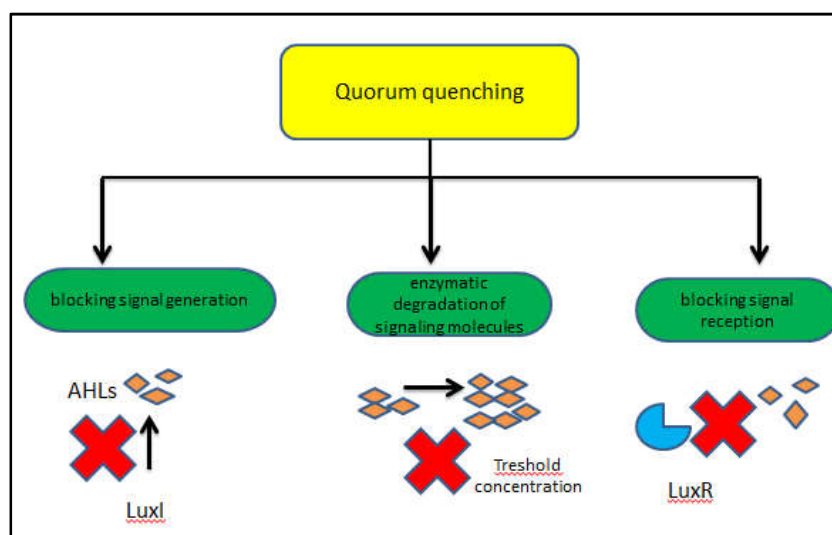 Quorum quenching
blocking signal generation
enzymatic
degradation of
signaling molecules
blocking signal
reception
AHLs
LuxI
Treshold
concentration
LuxR